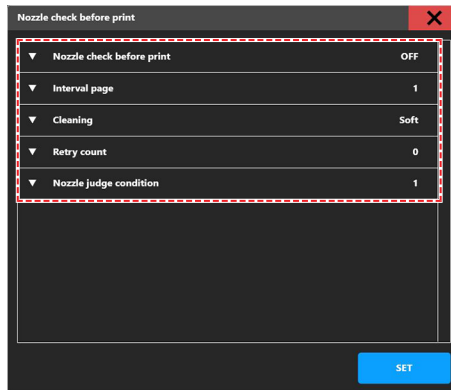 Nozzle check before print
▼ Nozzle check before print OFF
▼ Interval page 1
▼ Cleaning Soft
▼ Retry count 0
▼ Nozzle judge condition 1
SET